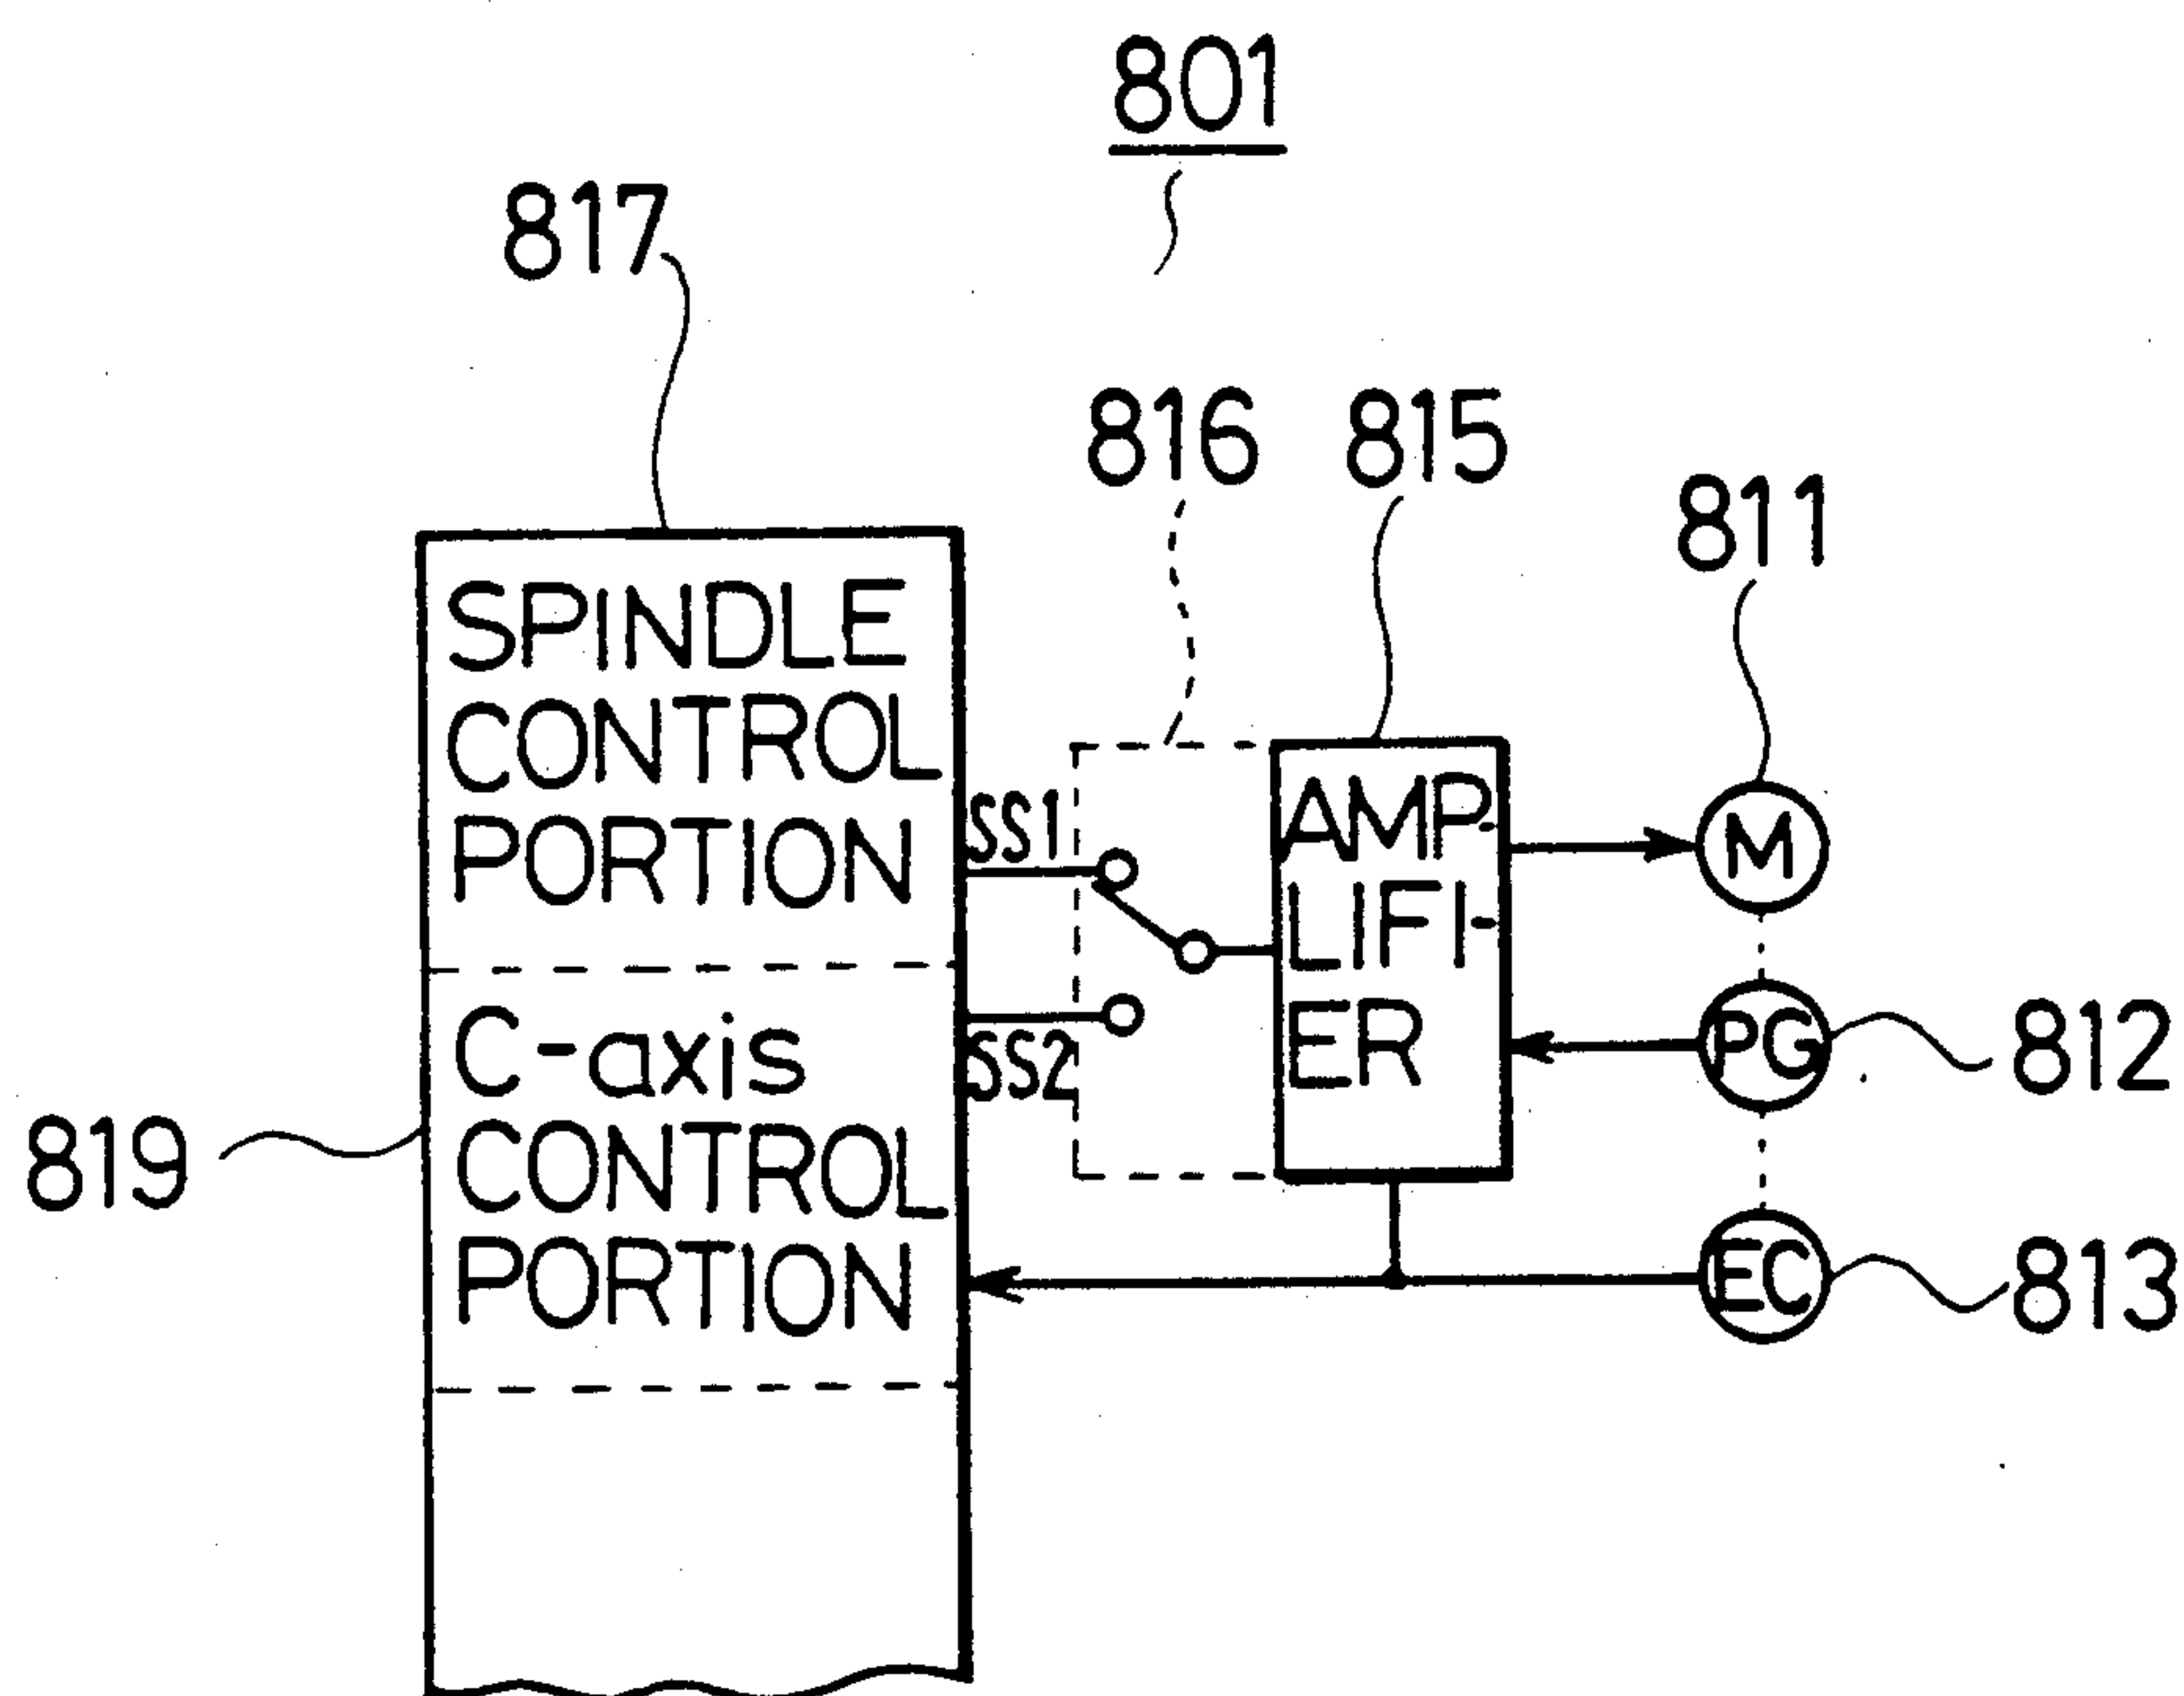 801
817
816
815
811
SPINDLE
CONTROL
PORTION
SS1
AMP-
LIFI-
ER
M
C-axis
CONTROL
PORTION
SS2
PG
812
819
EC
813